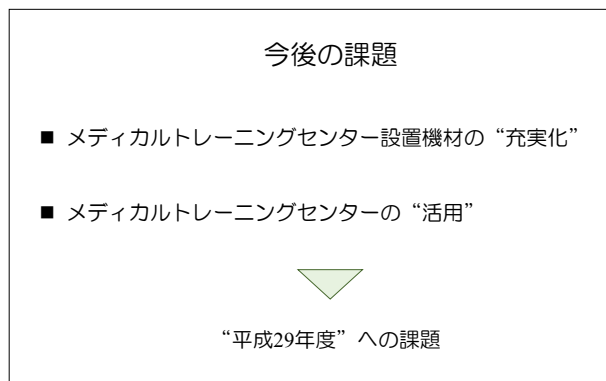 今後の課題
■ メディカルトレーニングセンター設置機材の“充実化”
■ メディカルトレーニングセンターの“活用”
“平成29年度”への課題